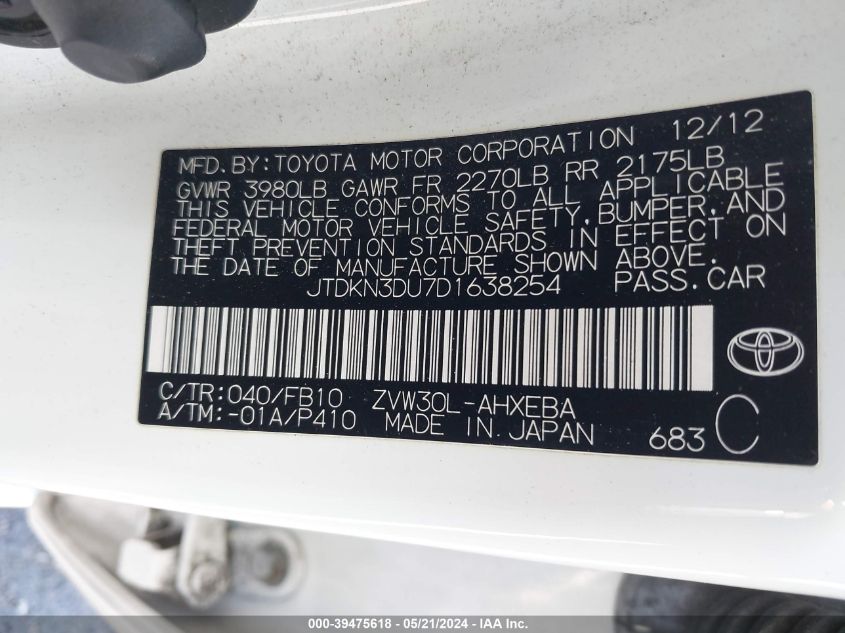 MFD. BY: TOYOTA MOTOR CORPORATION 12/12
GVWR 3980LB GAWR FR 2270LB RR 2175LB
THIS VEHICLE CONFORMS TO ALL APPLICABLE
FEDERAL MOTOR VEHICLE SAFETY, BUMPER, AND
THEFT PREVENTION STANDARDS IN EFFECT ON
THE DATE OF MANUFACTURE SHOWN ABOVE.
JTDKN3DU7D1638254 PASS. CAR
C/TR: 040/FB10 ZVW30L-AHXEBA
A/TM: -01A/P410 MADE IN JAPAN 683 C
000-39475618 - 05/21/2024 - IAA Inc.